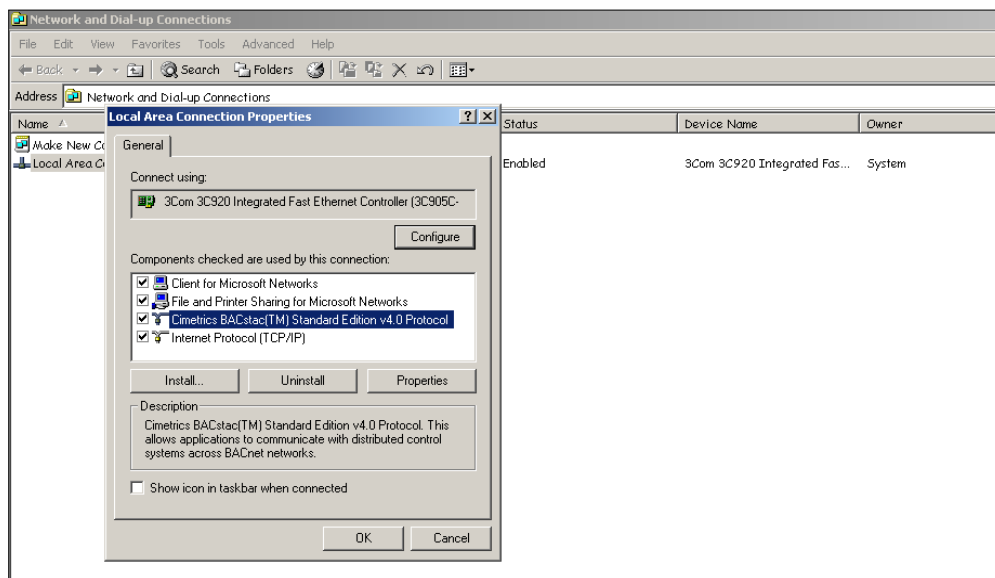 Network and Dial-up Connections
File Edit View Favorites Tools Advanced Help
Back Search Folders
Address Network and Dial-up Connections
Name Status Device Name Owner
Make New Co
Local Area Co Enabled 3Com 3C920 Integrated Fas... System
Local Area Connection Properties
General
Connect using:
3Com 3C920 Integrated Fast Ethernet Controller (3C905C-
Configure
Components checked are used by this connection:
Client for Microsoft Networks
File and Printer Sharing for Microsoft Networks
Cimetrics BACstac(TM) Standard Edition v4.0 Protocol
Internet Protocol (TCP/IP)
Install... Uninstall Properties
Description
Cimetrics BACstac(TM) Standard Edition v4.0 Protocol. This
allows applications to communicate with distributed control
systems across BACnet networks.
Show icon in taskbar when connected
OK Cancel